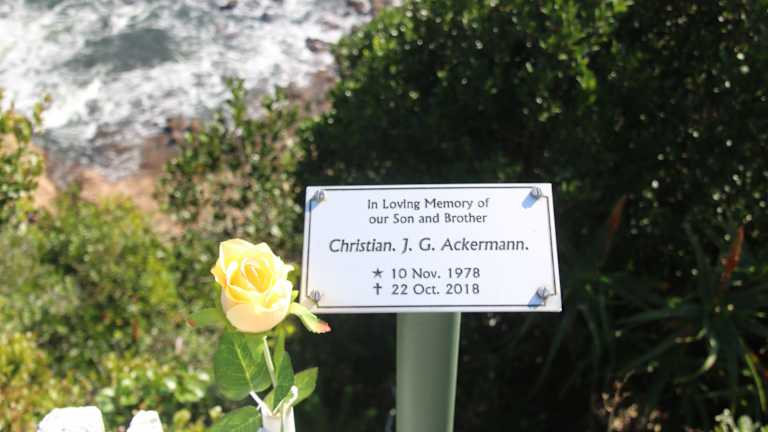 In Loving Memory of
our Son and Brother
Christian. J. G. Ackermann.
★ 10 Nov. 1978
✝ 22 Oct. 2018